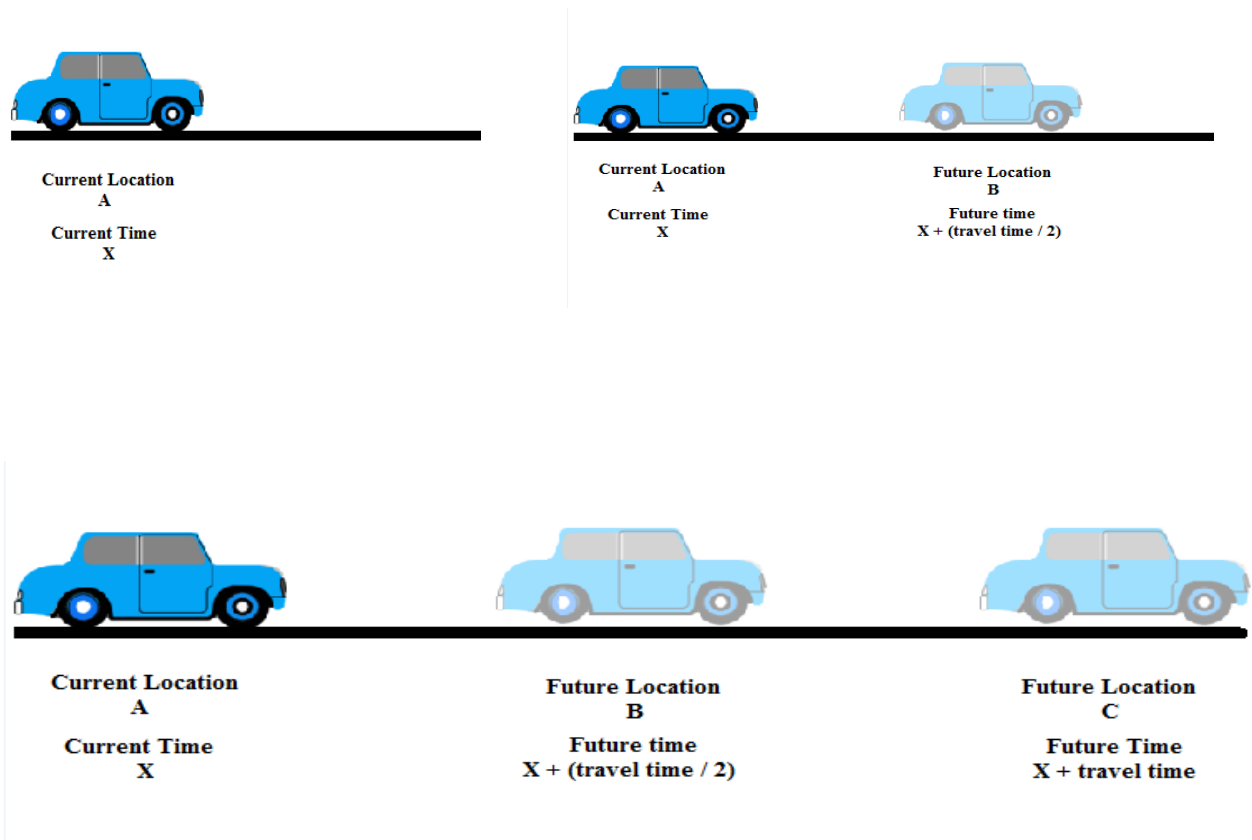 Current Location
A
Current Time
X
Current Location
A
Current Time
X
Future Location
B
Future time
X + (travel time / 2)
Current Location
A
Current Time
X
Future Location
B
Future time
X + (travel time / 2)
Future Location
C
Future Time
X + travel time